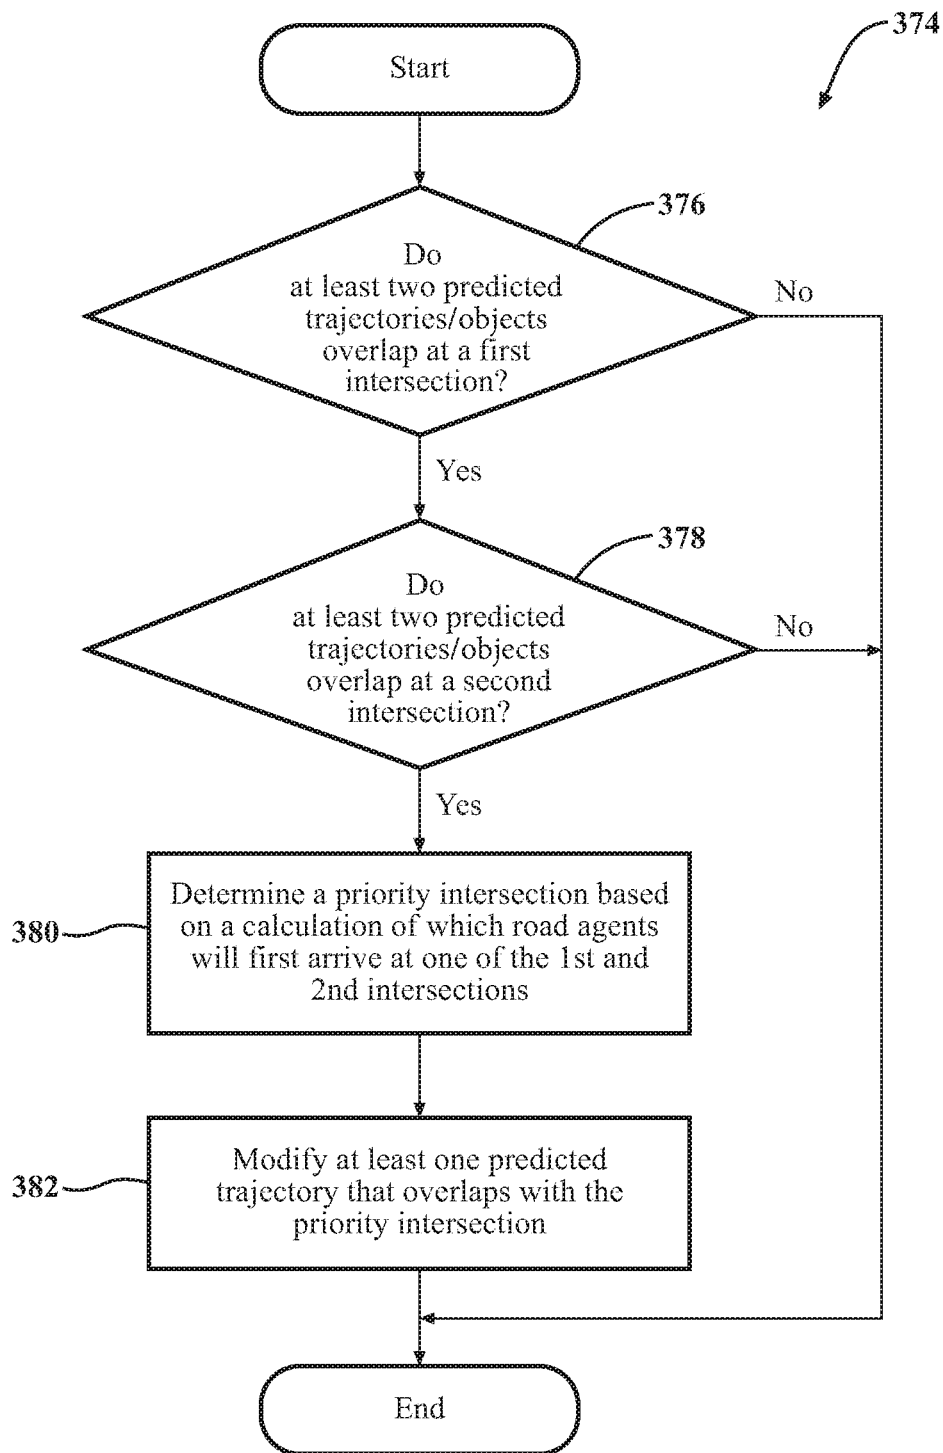 374
Start
376
Do
at least two predicted
trajectories/objects
overlap at a first
intersection?
No
Yes
378
Do
at least two predicted
trajectories/objects
overlap at a second
intersection?
No
Yes
380
Determine a priority intersection based
on a calculation of which road agents
will first arrive at one of the 1st and
2nd intersections
382
Modify at least one predicted
trajectory that overlaps with the
priority intersection
End